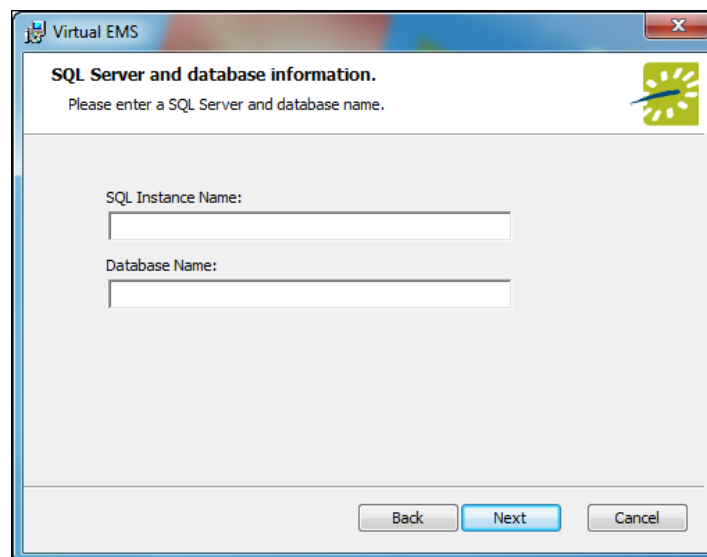 Virtual EMS
SQL Server and database information.
Please enter a SQL Server and database name.
SQL Instance Name:
Database Name:
Back Next Cancel